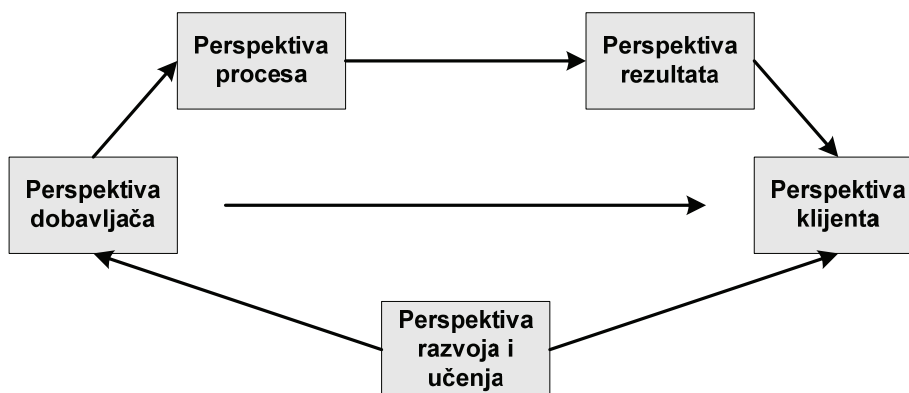 Perspektiva
procesa
Perspektiva
rezultata
Perspektiva
dobavljača
Perspektiva
klijenta
Perspektiva
razvoja i
učenja